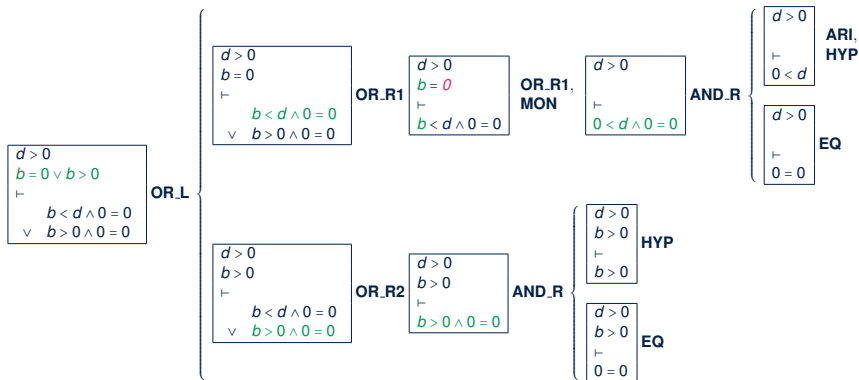 d > 0
b = 0 ∨ b > 0
⊢
b < d ∧ 0 = 0
∨ b > 0 ∧ 0 = 0
OR_L
d > 0
b = 0
⊢
b < d ∧ 0 = 0
∨ b > 0 ∧ 0 = 0
OR_R1
d > 0
b = 0
⊢
b < d ∧ 0 = 0
OR_R1,
MON
d > 0
⊢
0 < d ∧ 0 = 0
AND_R
d > 0
⊢
0 < d
ARI,
HYP
d > 0
⊢
0 = 0
EQ
d > 0
b > 0
⊢
b < d ∧ 0 = 0
∨ b > 0 ∧ 0 = 0
OR_R2
d > 0
b > 0
⊢
b > 0 ∧ 0 = 0
AND_R
d > 0
b > 0
⊢
b > 0
HYP
d > 0
b > 0
⊢
0 = 0
EQ